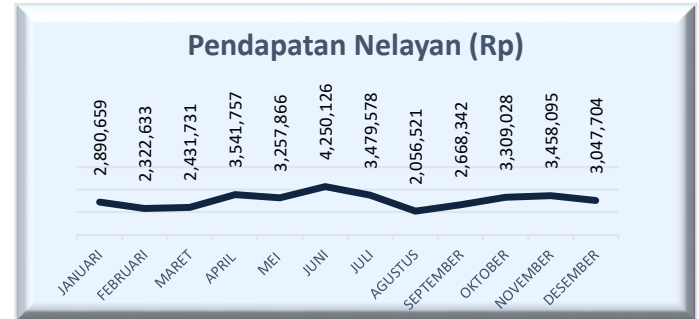 Pendapatan Nelayan (Rp)
2,890,659
2,322,633
2,431,731
3,541,757
3,257,866
4,250,126
3,479,578
2,056,521
2,668,342
3,309,028
3,458,095
3,047,704
JANUARI
FEBRUARI
MARET
APRIL
MEI
JUNI
JULI
AGUSTUS
SEPTEMBER
OKTOBER
NOVEMBER
DESEMBER